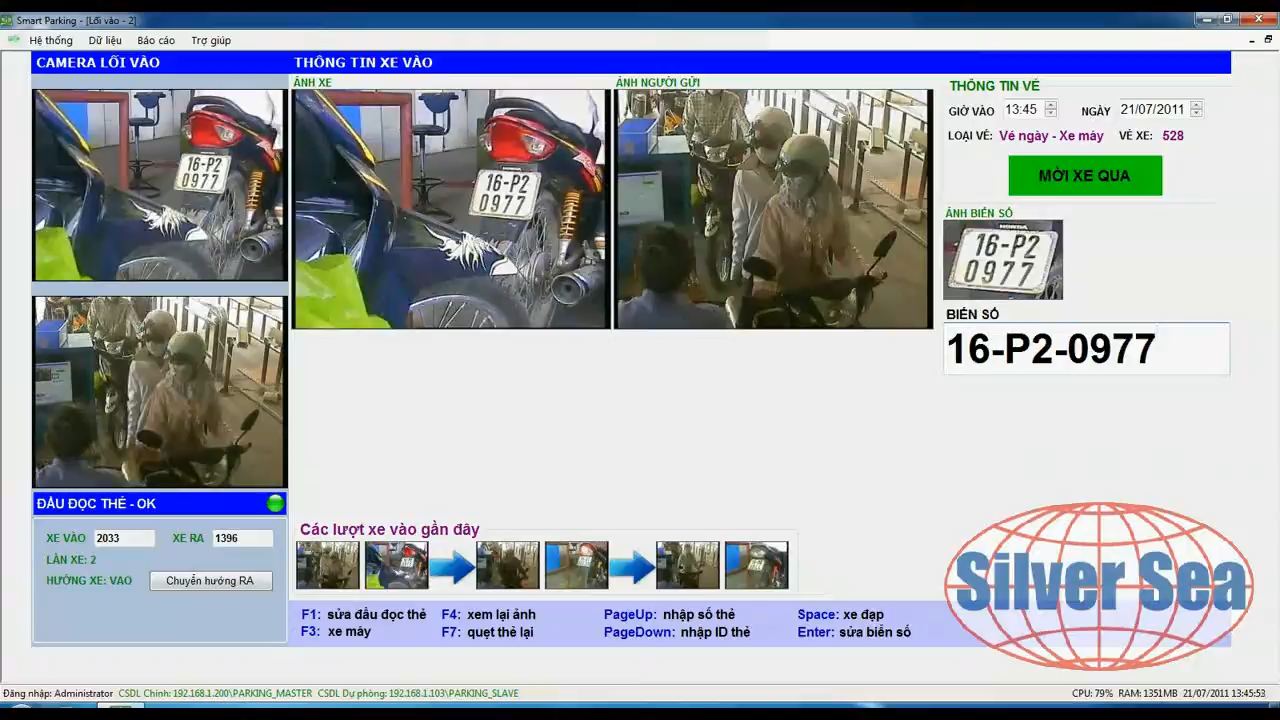 Smart Parking - [Lối vào - 2]
Hệ thống Dữ liệu Báo cáo Trợ giúp
CAMERA LỐI VÀO THÔNG TIN XE VÀO
ẢNH XE ẢNH NGƯỜI GỬI
THÔNG TIN VÉ
GIỜ VÀO 13:45 NGÀY 21/07/2011
LOẠI VÉ: Vé ngày - Xe máy VÉ XE: 528
MỜI XE QUA
ẢNH BIỂN SỐ
HONDA
16-P2
0977
16-P2
0977
16-P2
0977
BIỂN SỐ
16-P2-0977
ĐẦU ĐỌC THẺ - OK
XE VÀO 2033 XE RA 1396
LÀN XE: 2
HƯỚNG XE: VAO Chuyển hướng RA
Các lượt xe vào gần đây
F1: sửa đầu đọc thẻ F4: xem lại ảnh PageUp: nhập số thẻ Space: xe đạp
F3: xe máy F7: quẹt thẻ lại PageDown: nhập ID thẻ Enter: sửa biển số
Silver Sea
Đăng nhập: Administrator CSDL Chính: 192.168.1.200\PARKING_MASTER CSDL Dự phòng: 192.168.1.103\PARKING_SLAVE CPU: 79% RAM: 1351MB 21/07/2011 13:45:53